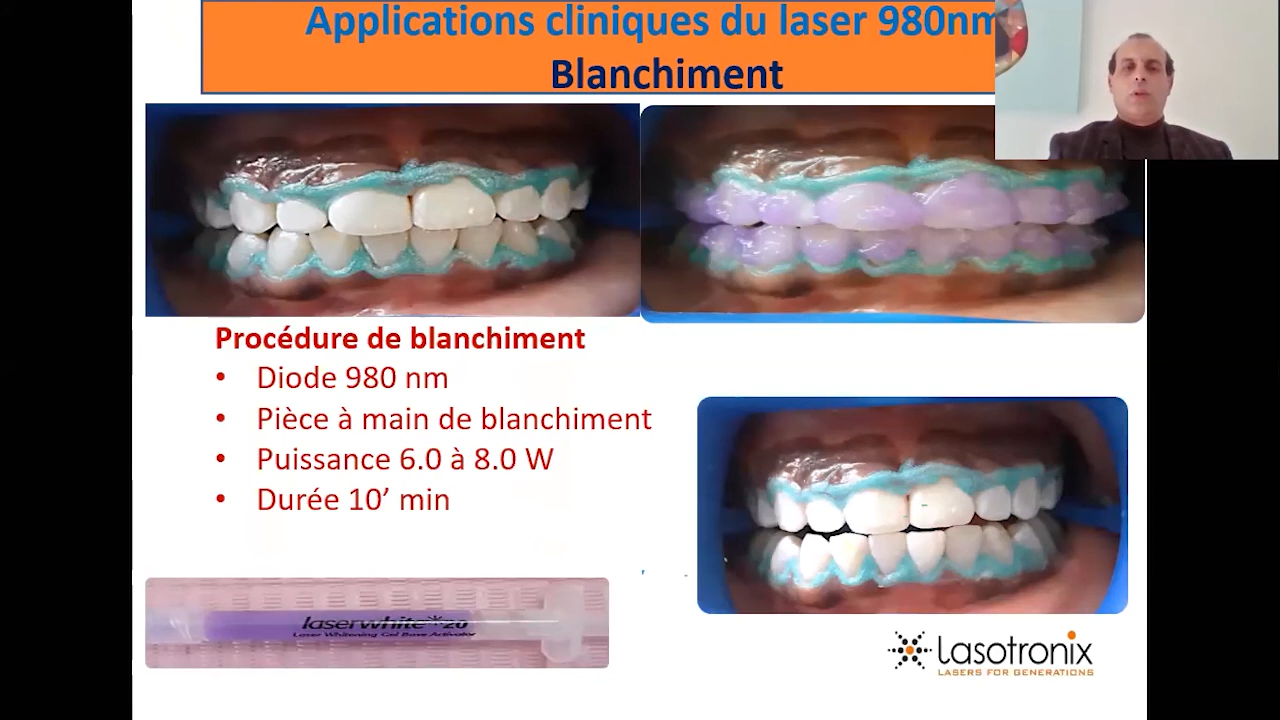 Applications cliniques du laser 980nm
Blanchiment
Procédure de blanchiment
• Diode 980 nm
• Pièce à main de blanchiment
• Puissance 6.0 à 8.0 W
• Durée 10’ min
laserwhite*20
Laser Whitening Gel Base Activator
Lasotronix
LASERS FOR GENERATIONS